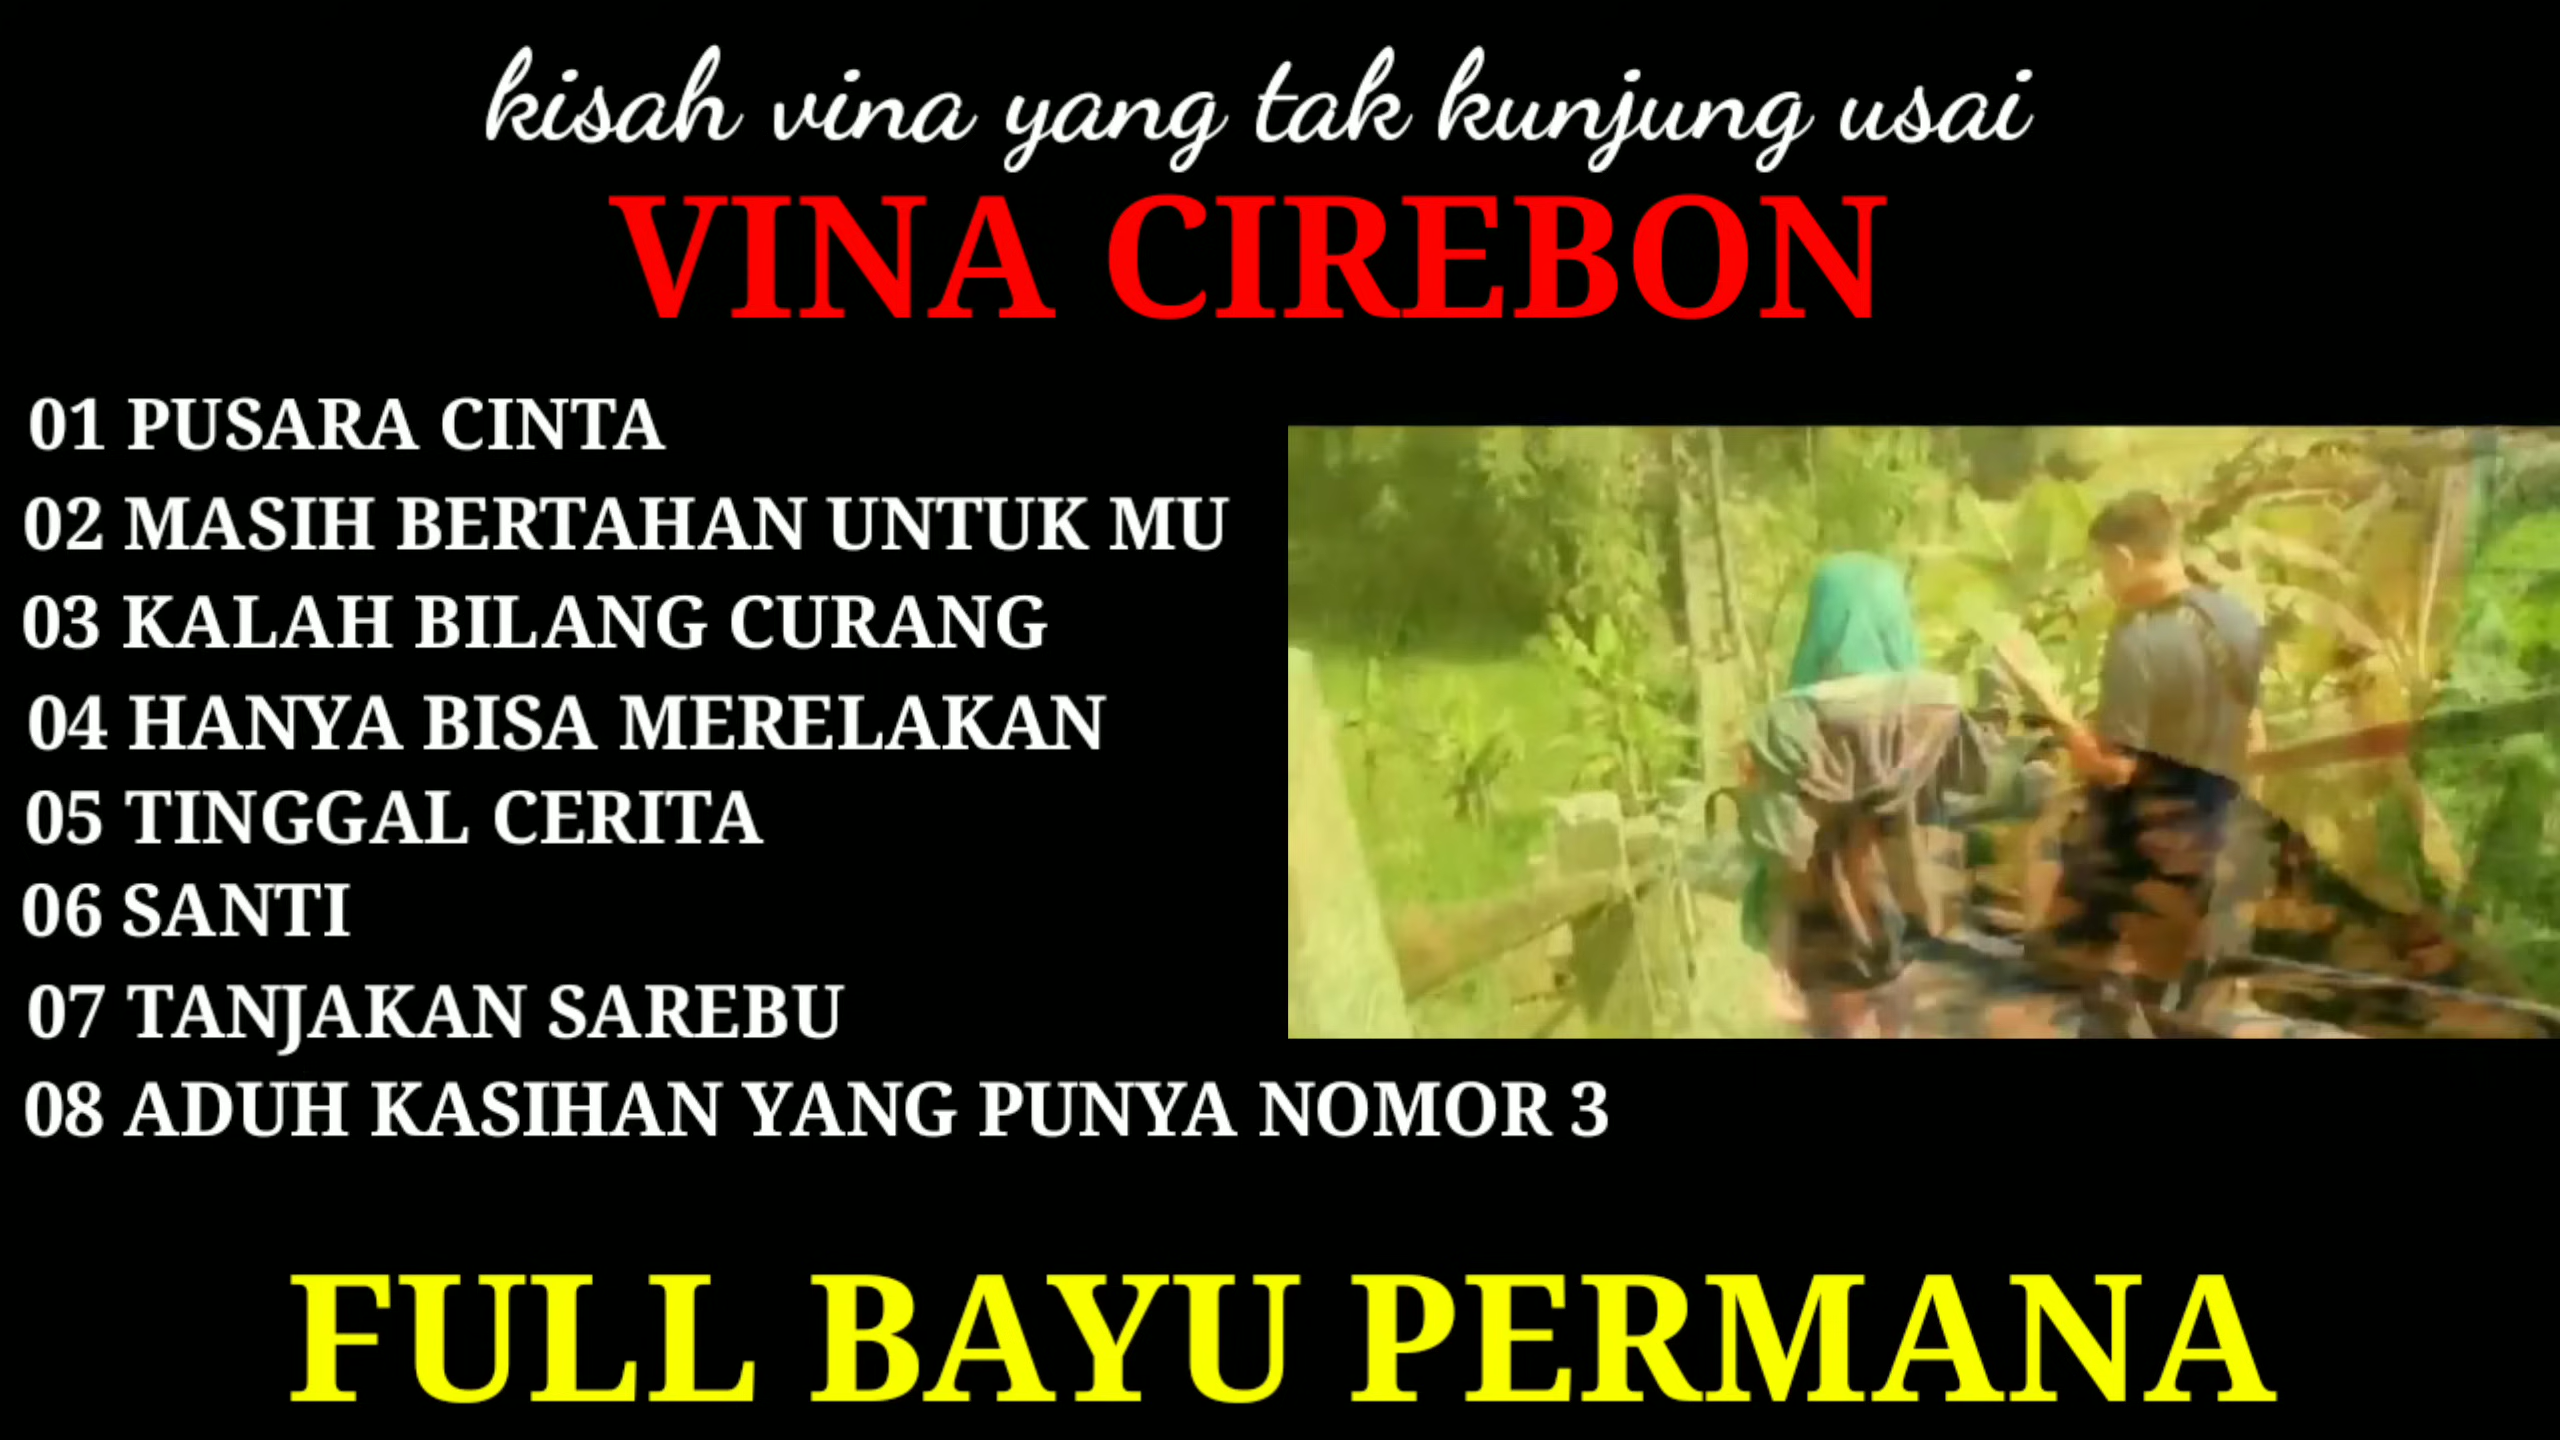 kisah vina yang tak kunjung usai
VINA CIREBON
01 PUSARA CINTA
02 MASIH BERTAHAN UNTUK MU
03 KALAH BILANG CURANG
04 HANYA BISA MERELAKAN
05 TINGGAL CERITA
06 SANTI
07 TANJAKAN SAREBU
08 ADUH KASIHAN YANG PUNYA NOMOR 3
FULL BAYU PERMANA